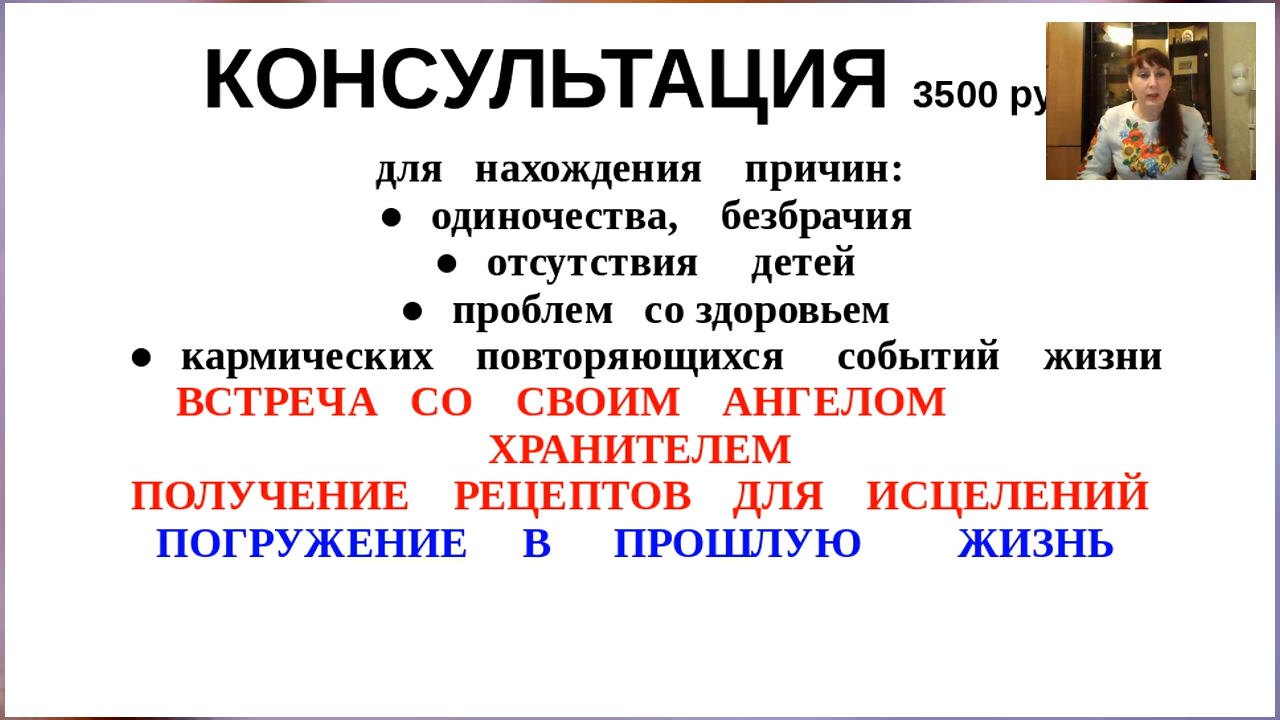 КОНСУЛЬТАЦИЯ 3500
для нахождения причин:
● одиночества, безбрачия
● отсутствия детей
● проблем со здоровьем
● кармических повторяющихся событий жизни
ВСТРЕЧА СО СВОИМ АНГЕЛОМ
ХРАНИТЕЛЕМ
ПОЛУЧЕНИЕ РЕЦЕПТОВ ДЛЯ ИСЦЕЛЕНИЙ
ПОГРУЖЕНИЕ В ПРОШЛУЮ ЖИЗНЬ